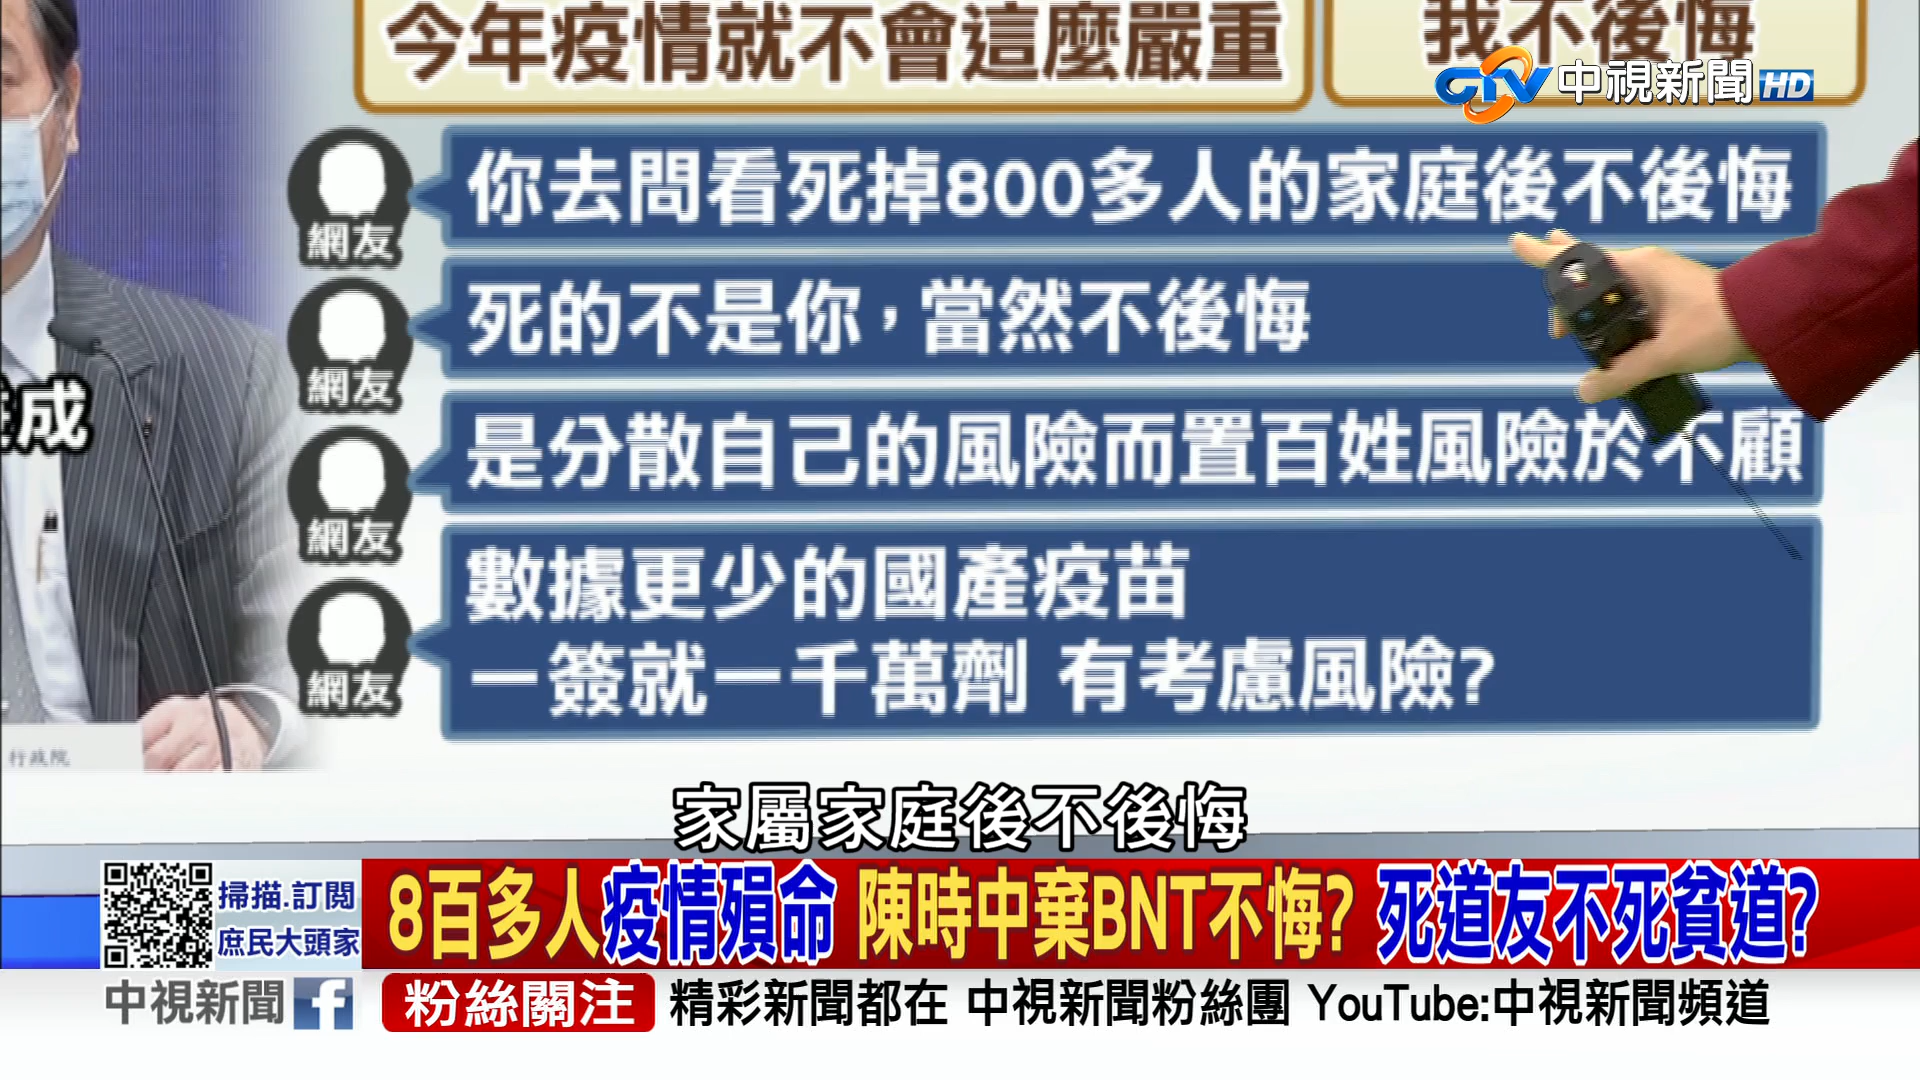 今年疫情就不會這麼嚴重
我不後悔
CTV中視新聞HD
網友
你去問看死掉800多人的家庭後不後悔
網友
死的不是你，當然不後悔
成
網友
是分散自己的風險而置百姓風險於不顧
網友
數據更少的國產疫苗
一簽就一千萬劑 有考慮風險?
行政院
家屬家庭後不後悔
掃描.訂閱
庶民大頭家
8百多人疫情殞命 陳時中棄BNT不悔? 死道友不死貧道?
中視新聞
粉絲關注
精彩新聞都在 中視新聞粉絲團 YouTube:中視新聞頻道